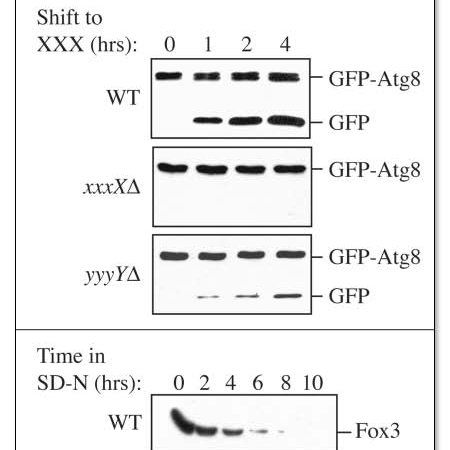 Shift to
XXX (hrs): 0 1 2 4
WT
GFP-Atg8
GFP
xxxXΔ
GFP-Atg8
yyyYΔ
GFP-Atg8
GFP
Time in
SD-N (hrs): 0 2 4 6 8 10
WT
Fox3